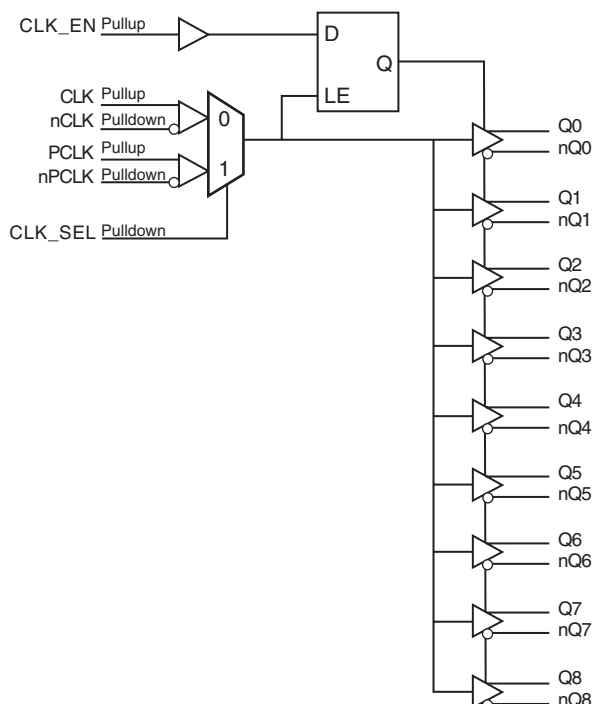 CLK_EN Pullup
D
Q
LE
CLK Pullup
nCLK Pulldown
0
PCLK Pullup
nPCLK Pulldown
1
CLK_SEL Pulldown
Q0
nQ0
Q1
nQ1
Q2
nQ2
Q3
nQ3
Q4
nQ4
Q5
nQ5
Q6
nQ6
Q7
nQ7
Q8
nQ8